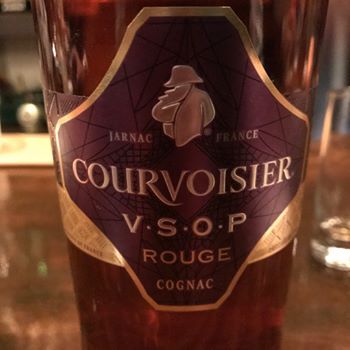 JARNAC FRANCE
COURVOISIER
V·S·O·P
ROUGE
COGNAC